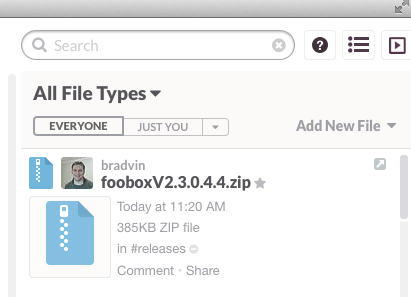 Search
All File Types
EVERYONE JUST YOU Add New File
bradvin
fooboxV2.3.0.4.4.zip
Today at 11:20 AM
385KB ZIP file
in #releases
Comment · Share